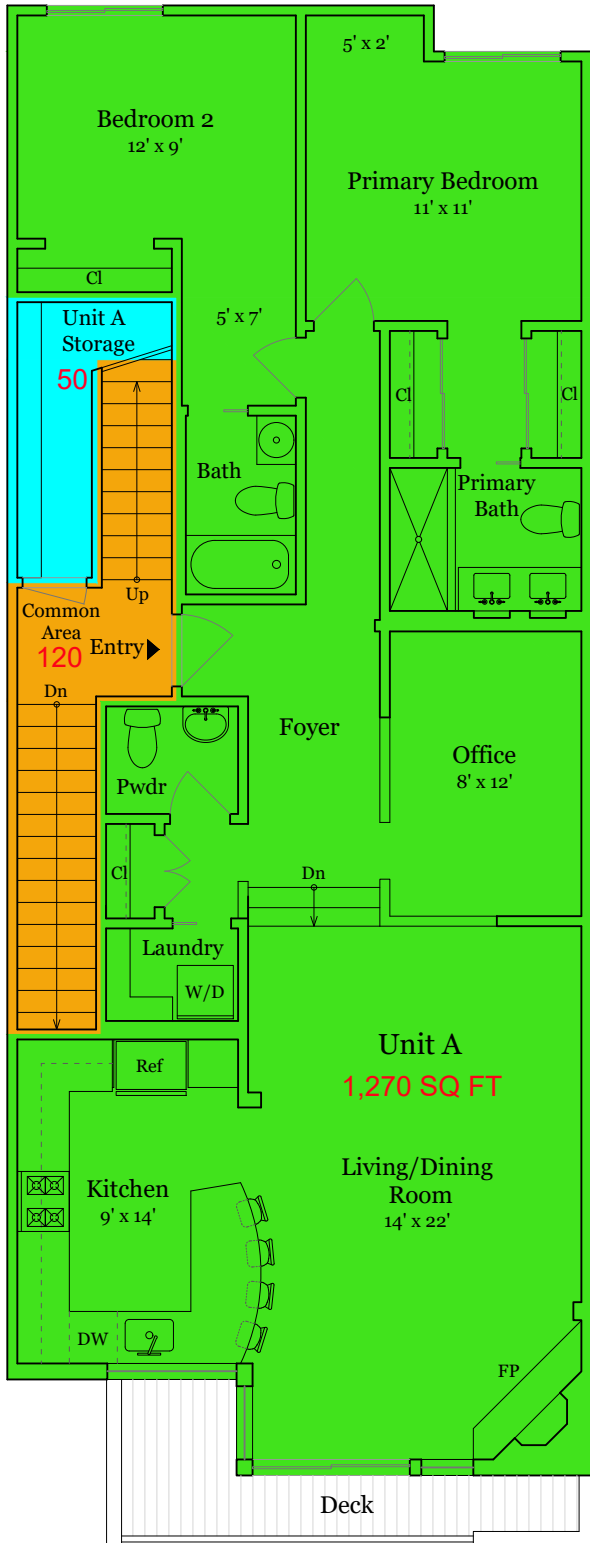 5' x 2'
Bedroom 2
12' x 9'
Primary Bedroom
11' x 11'
Cl
Unit A
Storage
50
5' x 7'
Cl
Cl
Bath
Primary
Bath
Up
Common
Area
120
Entry
Dn
Foyer
Office
8' x 12'
Pwdr
Cl
Dn
Laundry
W/D
Unit A
1,270 SQ FT
Ref
Living/Dining
Room
14' x 22'
Kitchen
9' x 14'
DW
FP
Deck